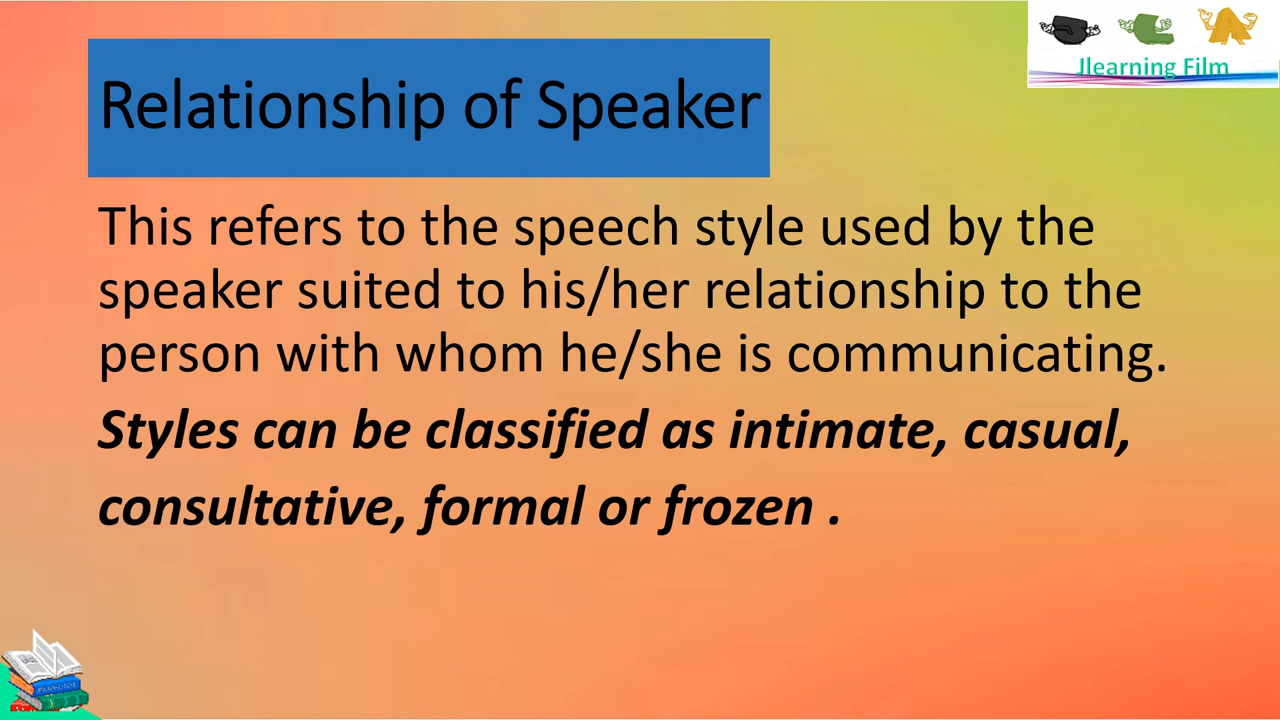 Jlearning Film
Relationship of Speaker
This refers to the speech style used by the
speaker suited to his/her relationship to the
person with whom he/she is communicating.
Styles can be classified as intimate, casual,
consultative, formal or frozen .